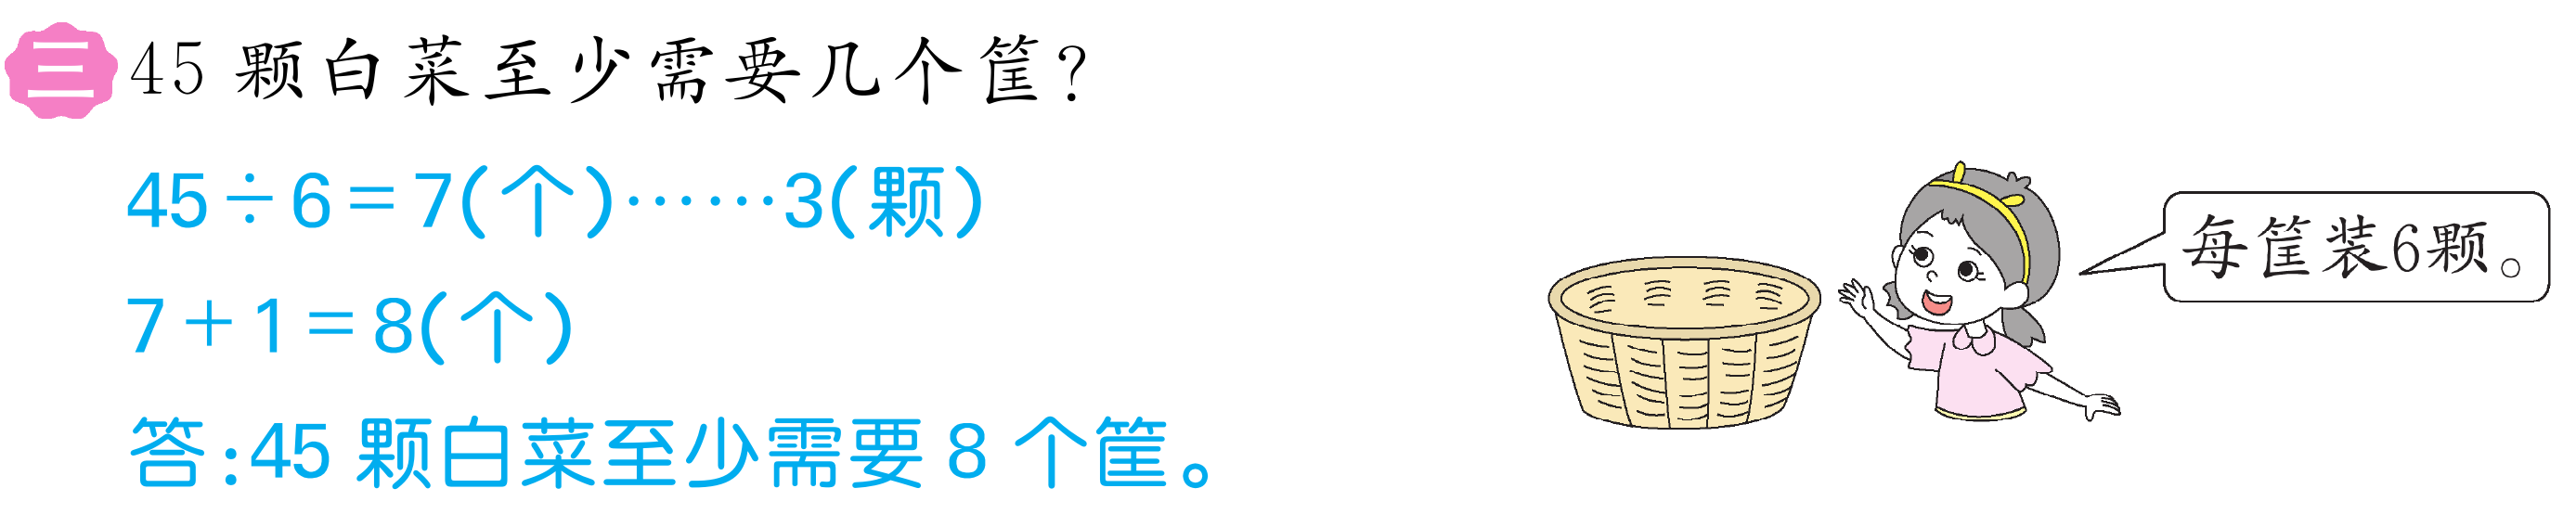 三 45 颗白菜至少需要几个筐?
45÷6=7(个)……3(颗)
7+1=8(个)
答:45 颗白菜至少需要 8 个筐。
每筐装6颗。